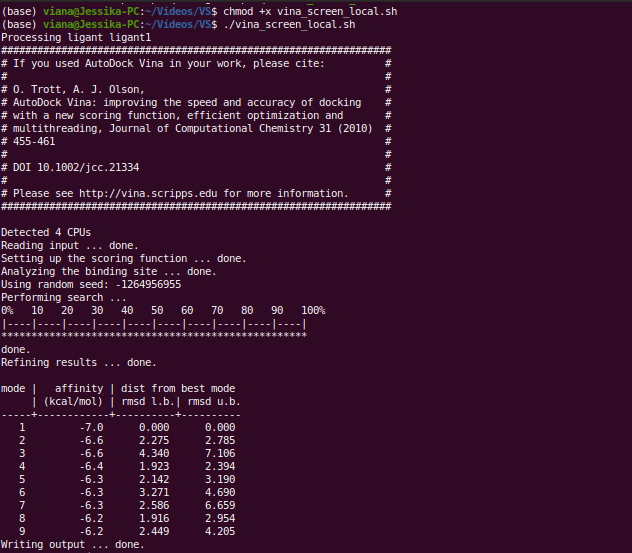 (base) viana@Jessika-PC:~/Videos/VS$ chmod +x vina_screen_local.sh
(base) viana@Jessika-PC:~/Videos/VS$ ./vina_screen_local.sh
Processing ligant ligant1
#################################################################
# If you used AutoDock Vina in your work, please cite:          #
#                                                               #
# O. Trott, A. J. Olson,                                        #
# AutoDock Vina: improving the speed and accuracy of docking    #
# with a new scoring function, efficient optimization and       #
# multithreading, Journal of Computational Chemistry 31 (2010)  #
# 455-461                                                       #
#                                                               #
# DOI 10.1002/jcc.21334                                         #
#                                                               #
# Please see http://vina.scripps.edu for more information.      #
#################################################################
Detected 4 CPUs
Reading input ... done.
Setting up the scoring function ... done.
Analyzing the binding site ... done.
Using random seed: -1264956955
Performing search ...
0%   10   20   30   40   50   60   70   80   90   100%
|----|----|----|----|----|----|----|----|----|----|
***************************************************
done.
Refining results ... done.
mode |   affinity | dist from best mode
     | (kcal/mol) | rmsd l.b.| rmsd u.b.
-----+------------+----------+----------
   1         -7.0      0.000      0.000
   2         -6.6      2.275      2.785
   3         -6.6      4.340      7.106
   4         -6.4      1.923      2.394
   5         -6.3      2.142      3.190
   6         -6.3      3.271      4.690
   7         -6.3      2.586      6.659
   8         -6.2      1.916      2.954
   9         -6.2      2.449      4.205
Writing output ... done.